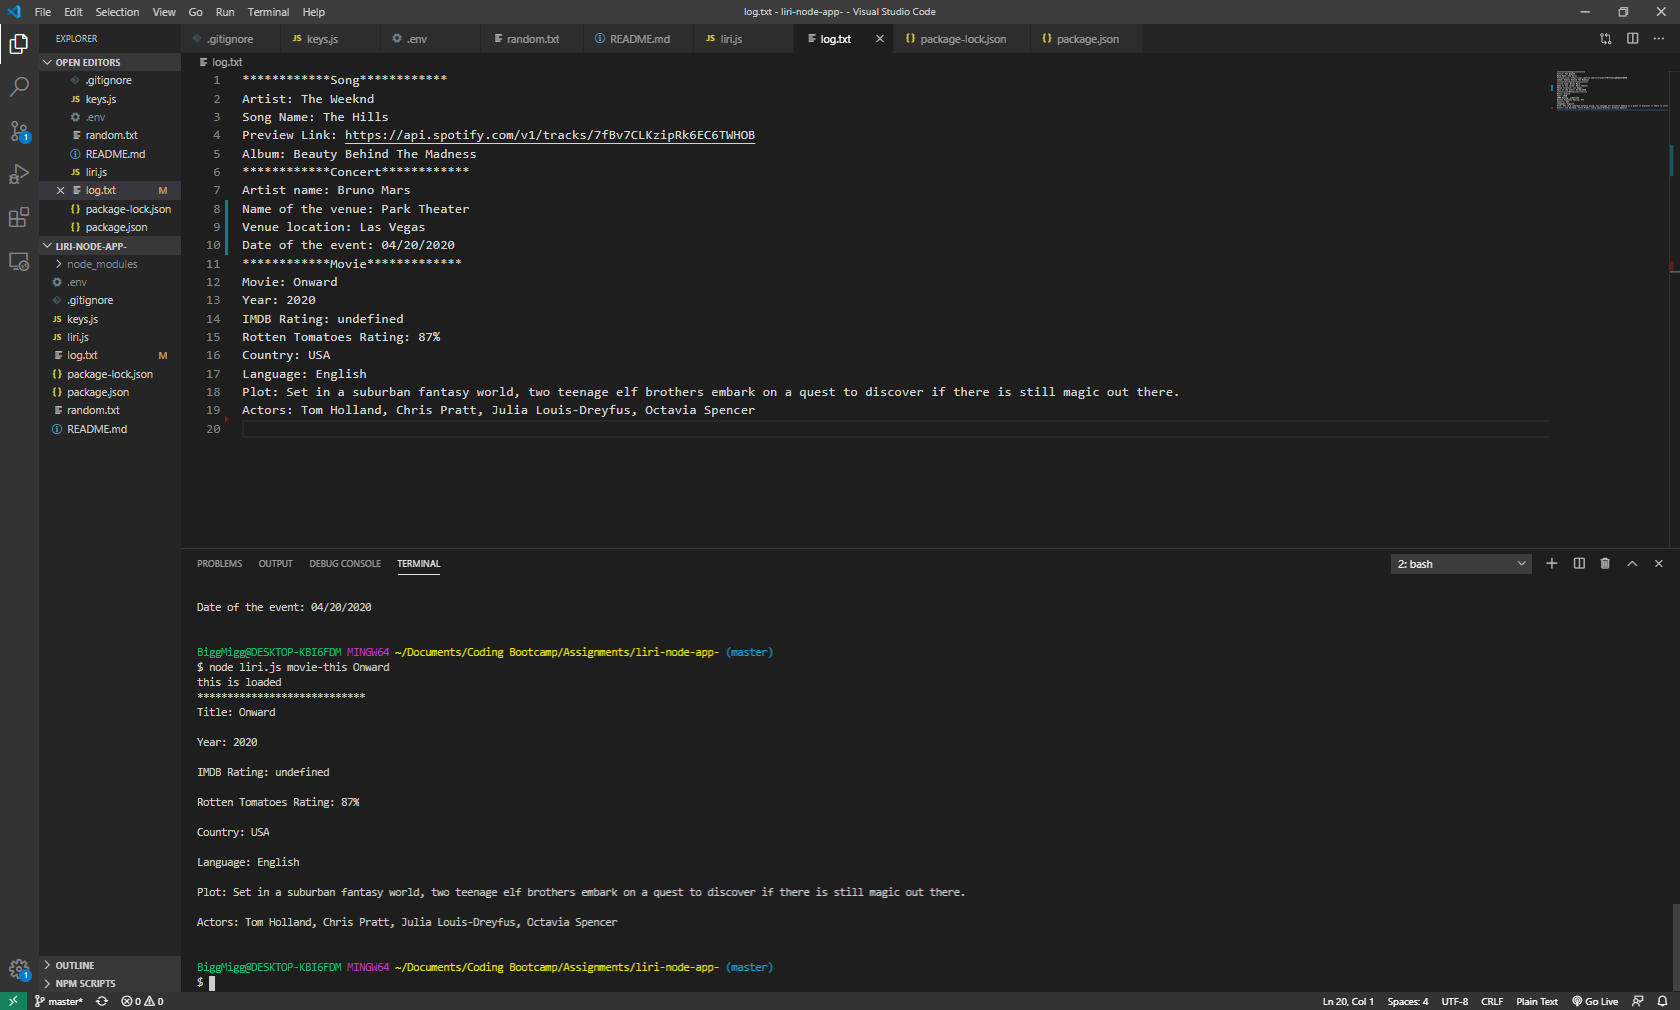 File Edit Selection View Go Run Terminal Help
log.txt - liri-node-app- - Visual Studio Code
EXPLORER
OPEN EDITORS
.gitignore
JS keys.js
.env
random.txt
README.md
JS liri.js
log.txt M
{} package-lock.json
{} package.json
LIRI-NODE-APP-
node_modules
.env
.gitignore
JS keys.js
JS liri.js
log.txt M
{} package-lock.json
{} package.json
random.txt
README.md
OUTLINE
NPM SCRIPTS
1
1
.gitignore JS keys.js .env random.txt README.md JS liri.js log.txt {} package-lock.json {} package.json
log.txt
1 ************Song************
2 Artist: The Weeknd
3 Song Name: The Hills
4 Preview Link: https://api.spotify.com/v1/tracks/7fBv7CLKzipRk6EC6TWHOB
5 Album: Beauty Behind The Madness
6 ************Concert************
7 Artist name: Bruno Mars
8 Name of the venue: Park Theater
9 Venue location: Las Vegas
10 Date of the event: 04/20/2020
11 ************Movie*************
12 Movie: Onward
13 Year: 2020
14 IMDB Rating: undefined
15 Rotten Tomatoes Rating: 87%
16 Country: USA
17 Language: English
18 Plot: Set in a suburban fantasy world, two teenage elf brothers embark on a quest to discover if there is still magic out there.
19 Actors: Tom Holland, Chris Pratt, Julia Louis-Dreyfus, Octavia Spencer
20
PROBLEMS OUTPUT DEBUG CONSOLE TERMINAL
2: bash
Date of the event: 04/20/2020
BiggMigg@DESKTOP-KBI6FDM MINGW64 ~/Documents/Coding Bootcamp/Assignments/liri-node-app- (master)
$ node liri.js movie-this Onward
this is loaded
****************************
Title: Onward
Year: 2020
IMDB Rating: undefined
Rotten Tomatoes Rating: 87%
Country: USA
Language: English
Plot: Set in a suburban fantasy world, two teenage elf brothers embark on a quest to discover if there is still magic out there.
Actors: Tom Holland, Chris Pratt, Julia Louis-Dreyfus, Octavia Spencer
BiggMigg@DESKTOP-KBI6FDM MINGW64 ~/Documents/Coding Bootcamp/Assignments/liri-node-app- (master)
$
master* 0 0
Ln 20, Col 1 Spaces: 4 UTF-8 CRLF Plain Text Go Live